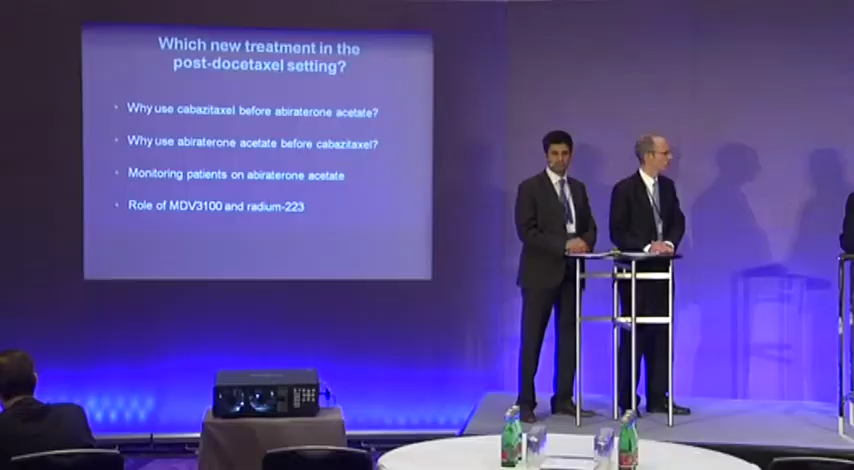 Which new treatment in the
post-docetaxel setting?
Why use cabazitaxel before abiraterone acetate?
Why use abiraterone acetate before cabazitaxel?
Monitoring patients on abiraterone acetate
Role of MDV3100 and radium-223